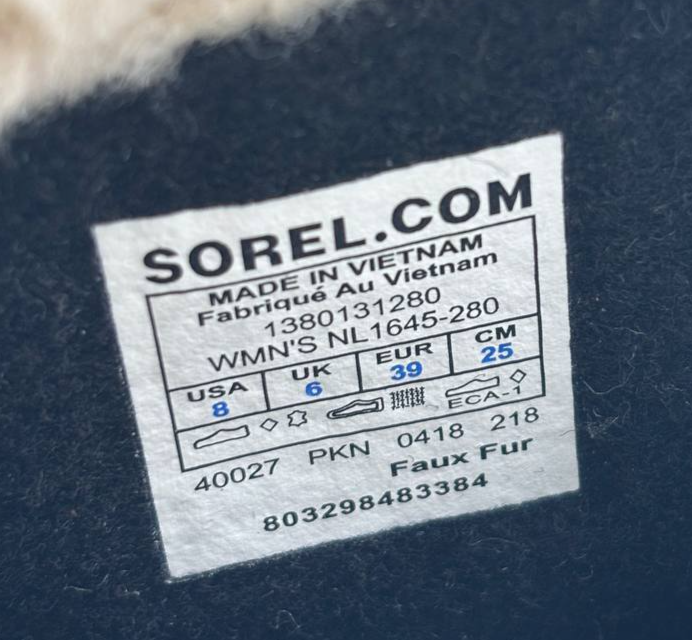 SOREL.COM
MADE IN VIETNAM
Fabriqué Au Vietnam
1380131280
WMN'S NL1645-280
USA UK EUR CM
8 6 39 25
ECA-1
40027 PKN 0418 218
Faux Fur
803298483384